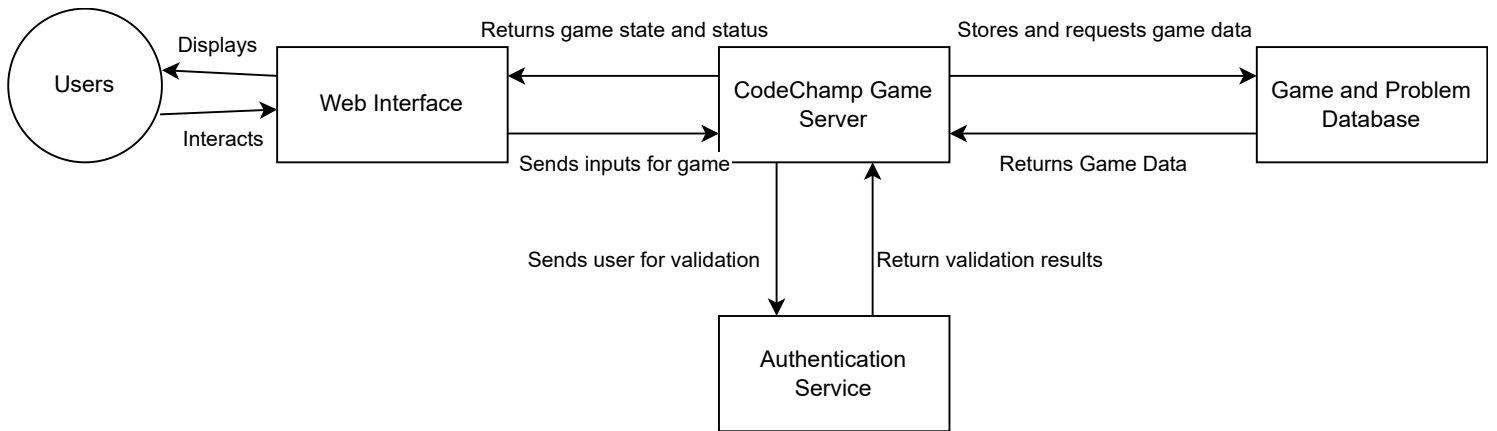 Returns game state and status
Stores and requests game data
Displays
Users
Web Interface
CodeChamp Game
Server
Game and Problem
Database
Interacts
Sends inputs for game
Returns Game Data
Sends user for validation
Return validation results
Authentication
Service